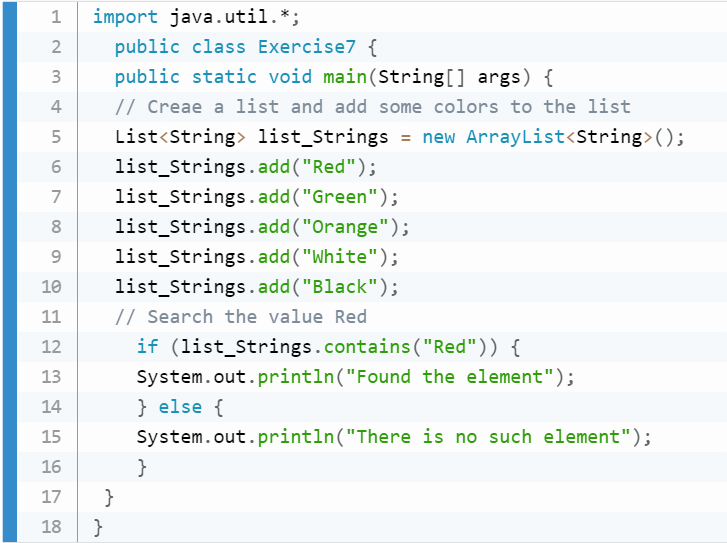 1 import java.util.*;
2 public class Exercise7 {
3 public static void main(String[] args) {
4 // Creae a list and add some colors to the list
5 List<String> list_Strings = new ArrayList<String>();
6 list_Strings.add("Red");
7 list_Strings.add("Green");
8 list_Strings.add("Orange");
9 list_Strings.add("White");
10 list_Strings.add("Black");
11 // Search the value Red
12 if (list_Strings.contains("Red")) {
13 System.out.println("Found the element");
14 } else {
15 System.out.println("There is no such element");
16 }
17 }
18 }